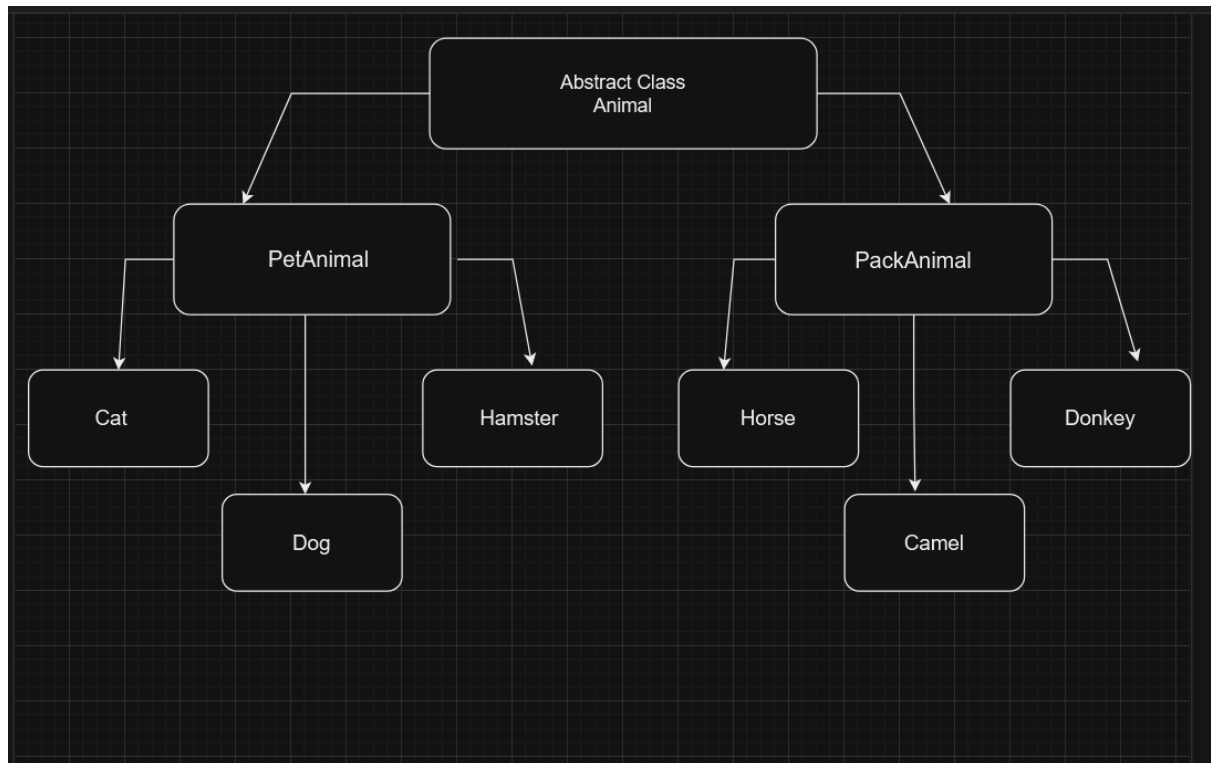 Abstract Class
Animal
PetAnimal
PackAnimal
Cat
Hamster
Horse
Donkey
Dog
Camel